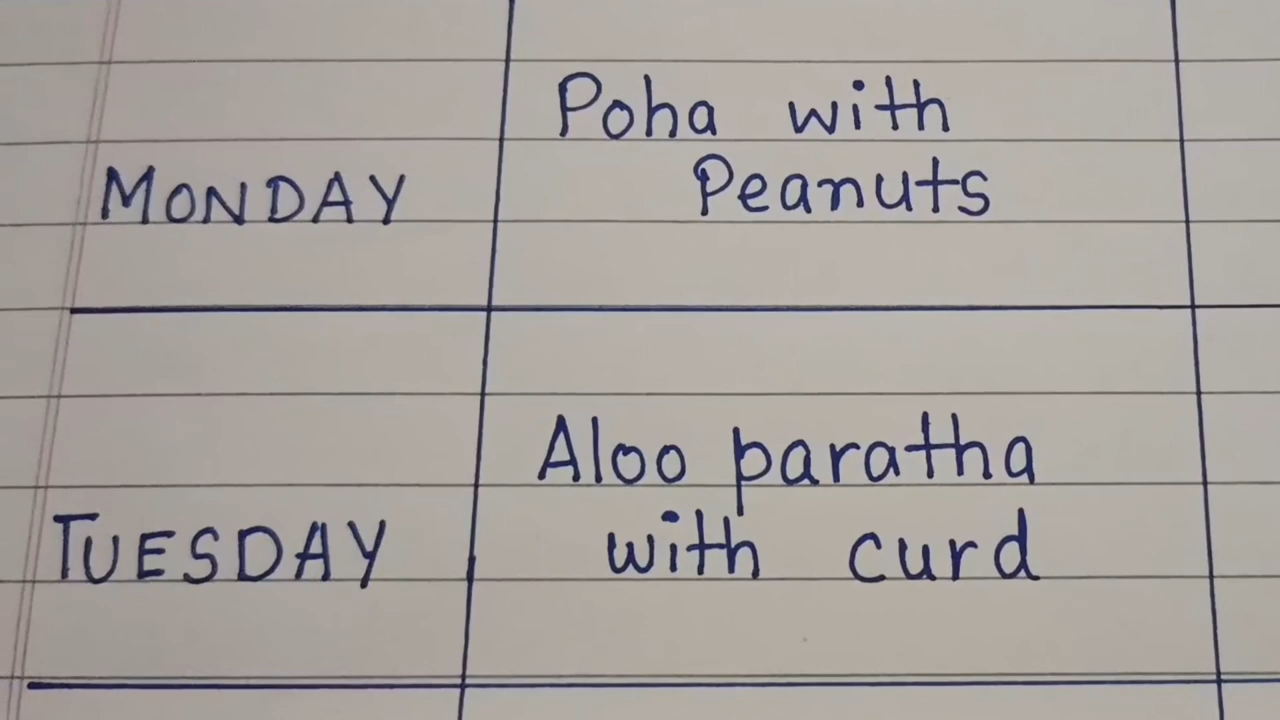 Poha with
MONDAY Peanuts
Aloo paratha
TUESDAY with curd